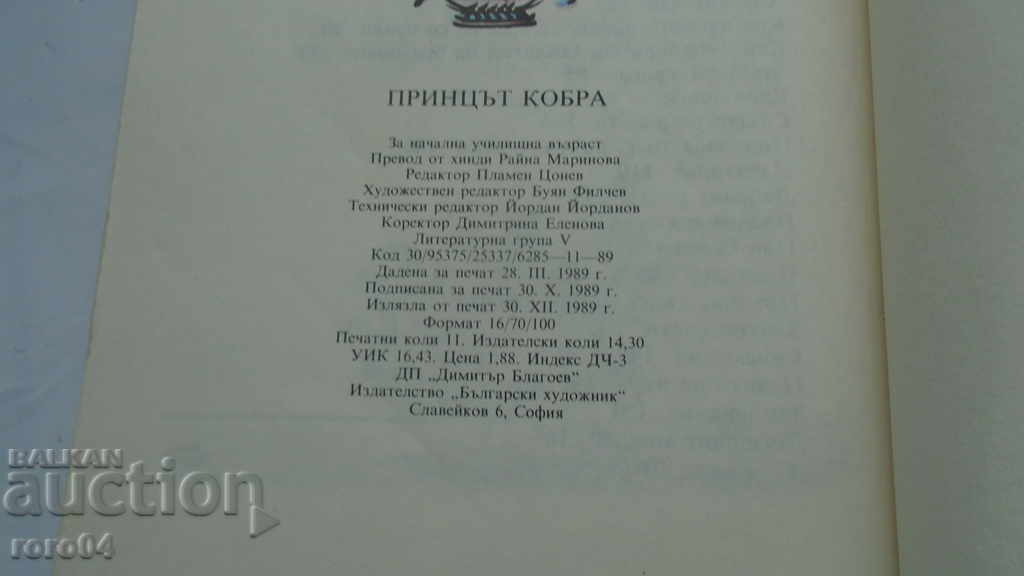 ПРИНЦЪТ КОБРА
За начална училищна възраст
Превод от хинди Райна Маринова
Редактор Пламен Цонев
Художествен редактор Буян Филчев
Технически редактор Йордан Йорданов
Коректор Димитрина Еленова
Литературна група V
Код 30/95375/25337/6285—11—89
Дадена за печат 28. III. 1989 г.
Подписана за печат 30. X. 1989 г.
Излязла от печат 30. XII. 1989 г.
Формат 16/70/100
Печатни коли 11. Издателски коли 14,30
УИК 16,43. Цена 1,88. Индекс ДЧ-3
ДП „Димитър Благоев“
Издателство „Български художник“
Славейков 6, София
BALKAN
auction
roro04